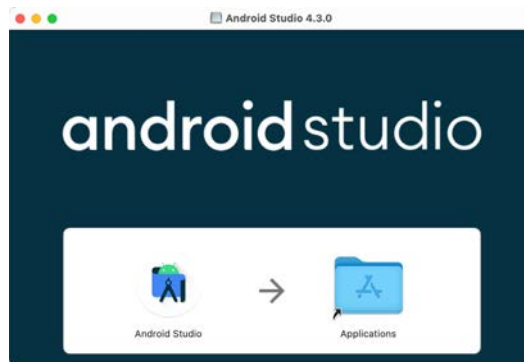 Android Studio 4.3.0
android studio
Android Studio
Applications